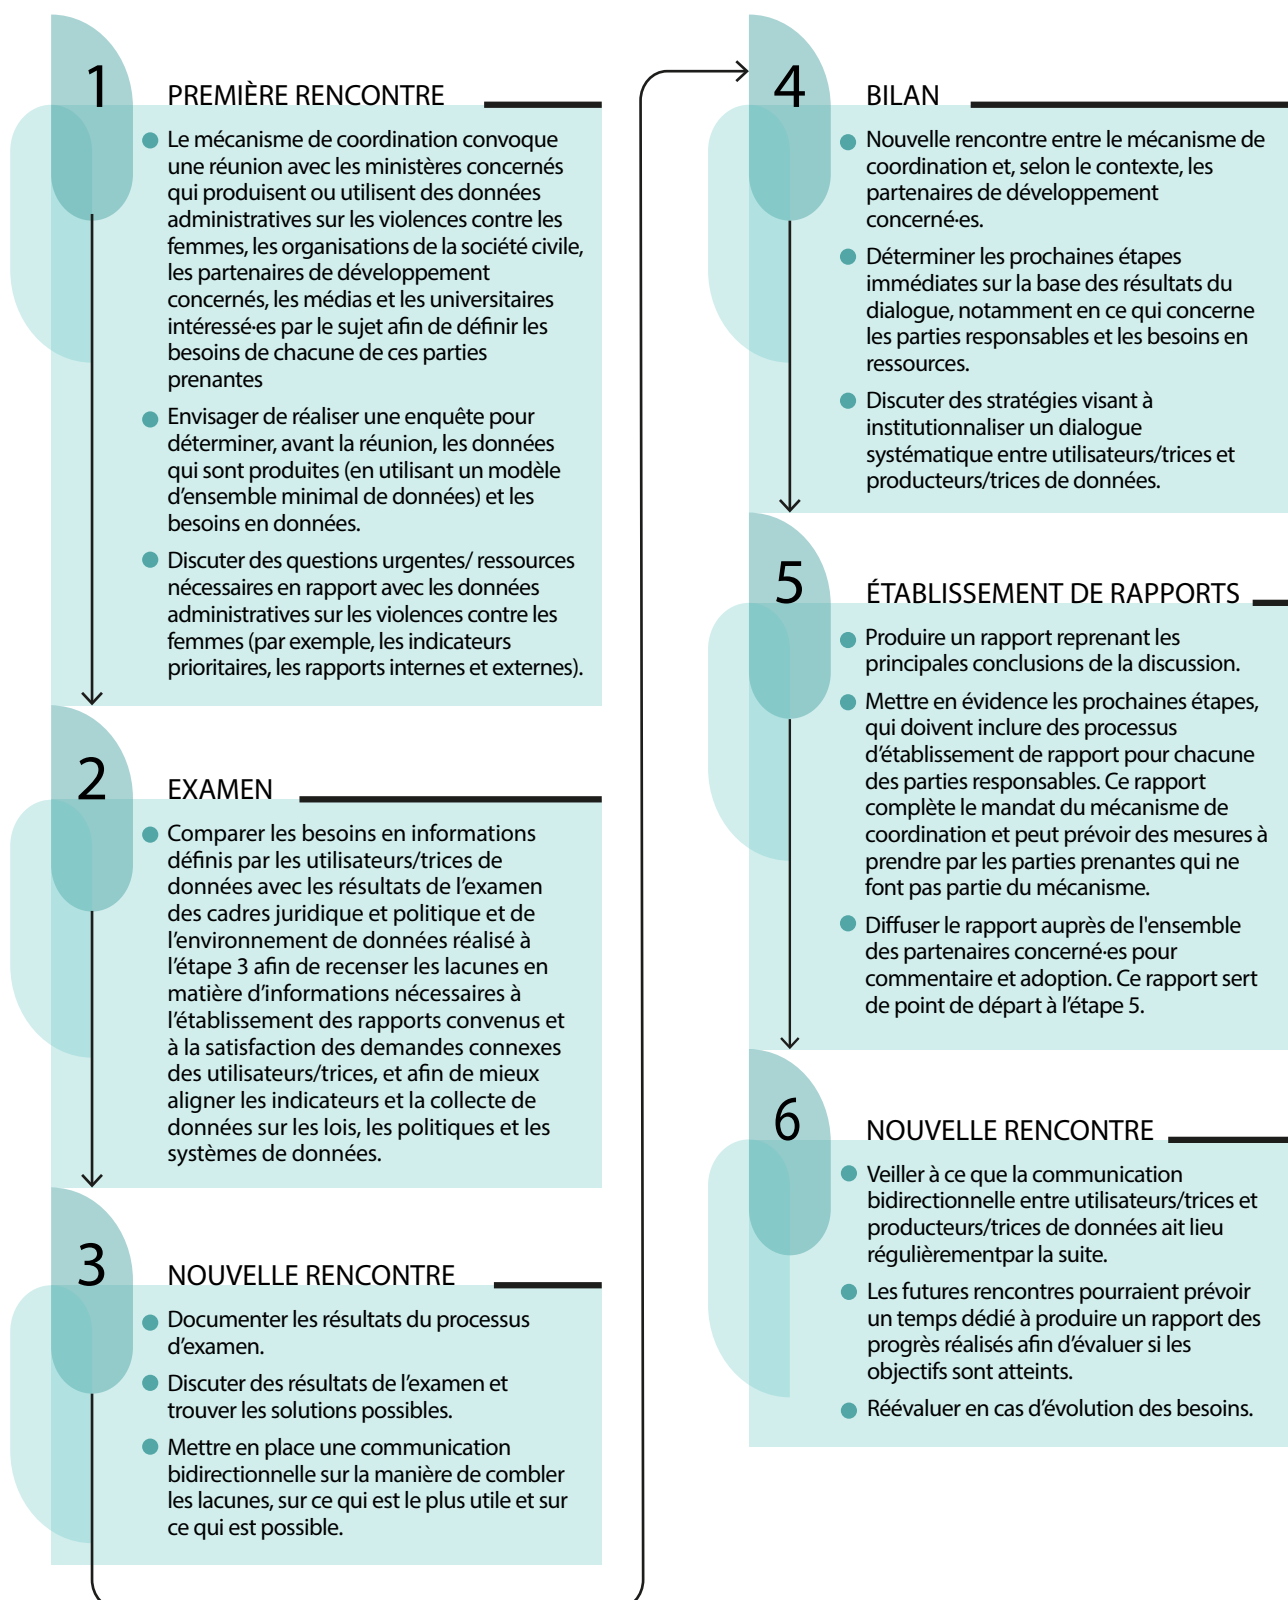 1
PREMIÈRE RENCONTRE
Le mécanisme de coordination convoque
une réunion avec les ministères concernés
qui produisent ou utilisent des données
administratives sur les violences contre les
femmes, les organisations de la société civile,
les partenaires de développement
concernés, les médias et les universitaires
intéressé·es par le sujet afin de définir les
besoins de chacune de ces parties
prenantes
Envisager de réaliser une enquête pour
déterminer, avant la réunion, les données
qui sont produites (en utilisant un modèle
d’ensemble minimal de données) et les
besoins en données.
Discuter des questions urgentes/ ressources
nécessaires en rapport avec les données
administratives sur les violences contre les
femmes (par exemple, les indicateurs
prioritaires, les rapports internes et externes).
2
EXAMEN
Comparer les besoins en informations
définis par les utilisateurs/trices de
données avec les résultats de l’examen
des cadres juridique et politique et de
l’environnement de données réalisé à
l’étape 3 afin de recenser les lacunes en
matière d’informations nécessaires à
l’établissement des rapports convenus et
à la satisfaction des demandes connexes
des utilisateurs/trices, et afin de mieux
aligner les indicateurs et la collecte de
données sur les lois, les politiques et les
systèmes de données.
3
NOUVELLE RENCONTRE
Documenter les résultats du processus
d’examen.
Discuter des résultats de l’examen et
trouver les solutions possibles.
Mettre en place une communication
bidirectionnelle sur la manière de combler
les lacunes, sur ce qui est le plus utile et sur
ce qui est possible.
4
BILAN
Nouvelle rencontre entre le mécanisme de
coordination et, selon le contexte, les
partenaires de développement
concerné·es.
Déterminer les prochaines étapes
immédiates sur la base des résultats du
dialogue, notamment en ce qui concerne
les parties responsables et les besoins en
ressources.
Discuter des stratégies visant à
institutionnaliser un dialogue
systématique entre utilisateurs/trices et
producteurs/trices de données.
5
ÉTABLISSEMENT DE RAPPORTS
Produire un rapport reprenant les
principales conclusions de la discussion.
Mettre en évidence les prochaines étapes,
qui doivent inclure des processus
d’établissement de rapport pour chacune
des parties responsables. Ce rapport
complète le mandat du mécanisme de
coordination et peut prévoir des mesures à
prendre par les parties prenantes qui ne
font pas partie du mécanisme.
Diffuser le rapport auprès de l'ensemble
des partenaires concerné·es pour
commentaire et adoption. Ce rapport sert
de point de départ à l’étape 5.
6
NOUVELLE RENCONTRE
Veiller à ce que la communication
bidirectionnelle entre utilisateurs/trices et
producteurs/trices de données ait lieu
régulièrementpar la suite.
Les futures rencontres pourraient prévoir
un temps dédié à produire un rapport des
progrès réalisés afin d’évaluer si les
objectifs sont atteints.
Réévaluer en cas d’évolution des besoins.